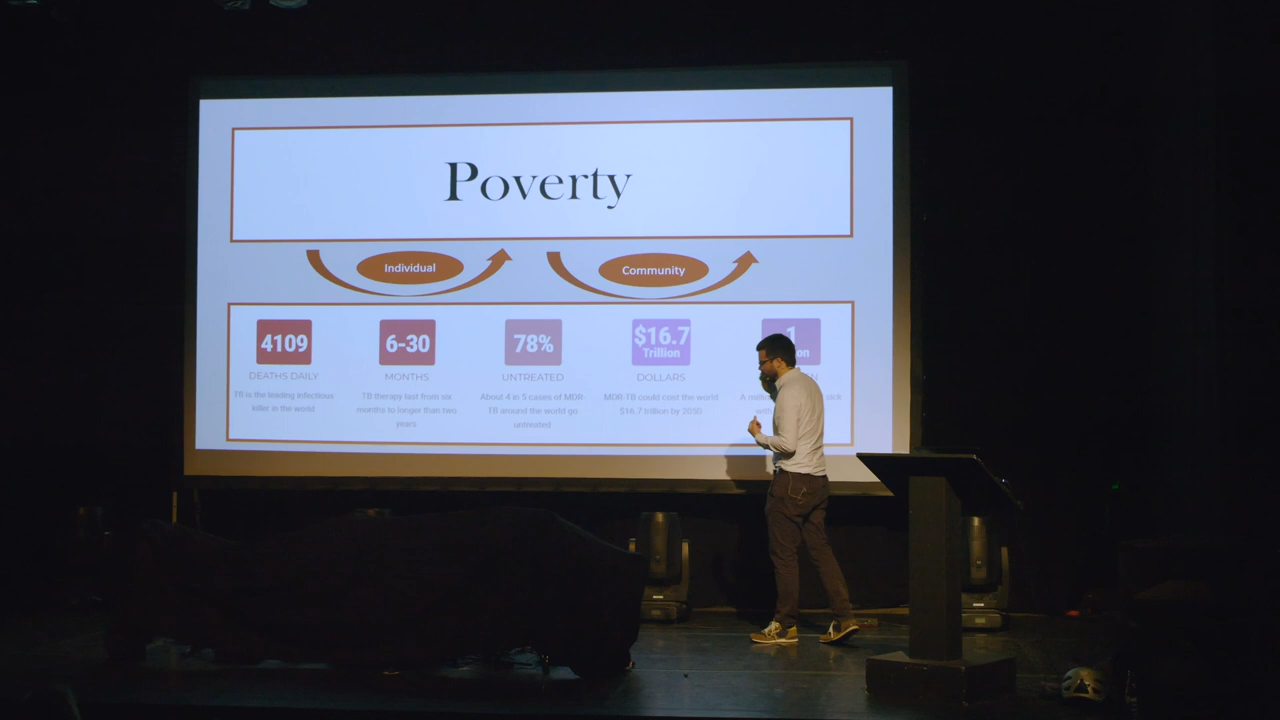 Poverty
Individual
Community
4109
DEATHS DAILY
TB is the leading infectious
killer in the world
6-30
MONTHS
TB therapy last from six
months to longer than two
years
78%
UNTREATED
About 4 in 5 cases of MDR-
TB around the world go
untreated
$16.7
Trillion
DOLLARS
MDR-TB could cost the world
$16.7 trillion by 2050
1
A
sick